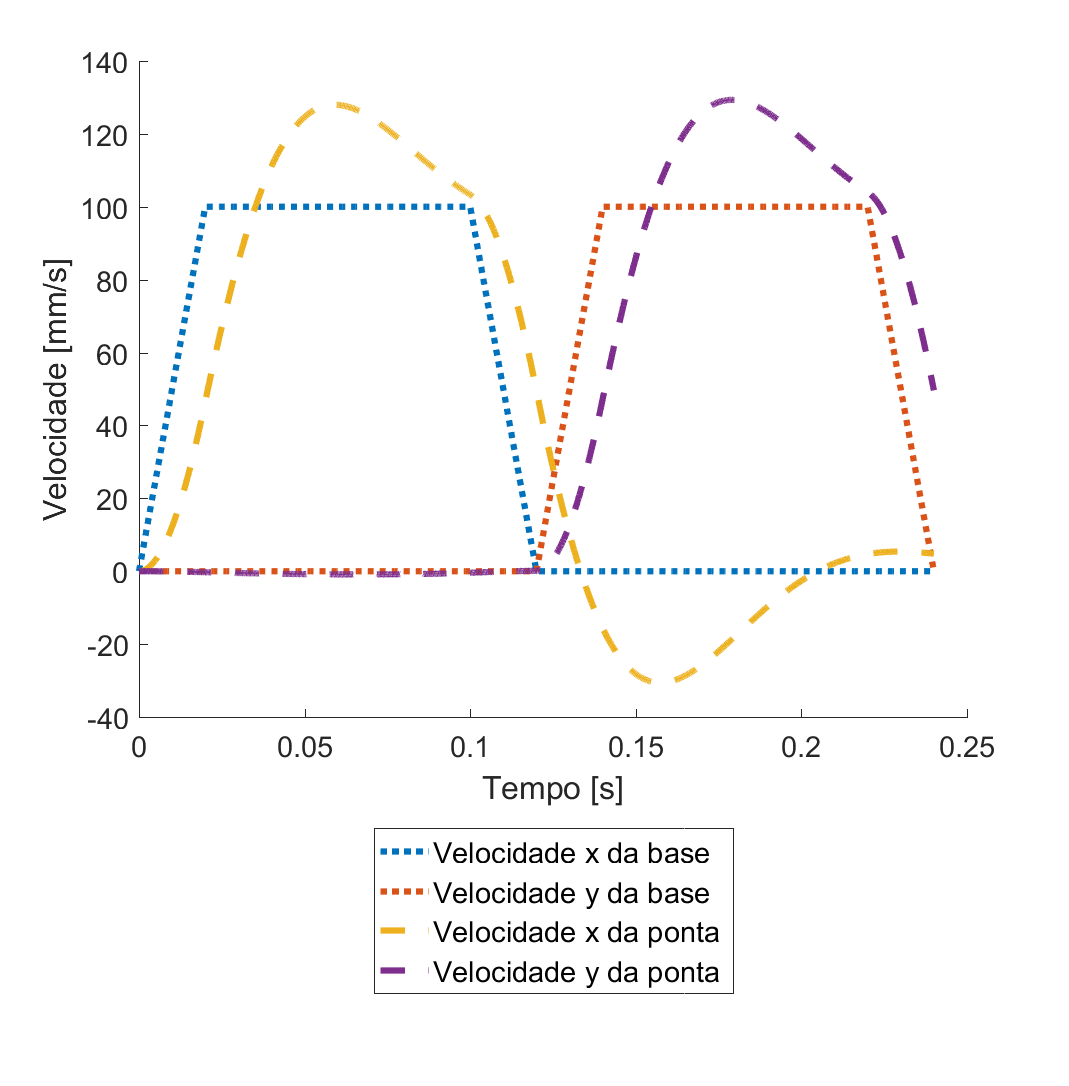 140
120
100
80
60
40
20
0
-20
-40
Velocidade [mm/s]
0 0.05 0.1 0.15 0.2 0.25
Tempo [s]
Velocidade x da base
Velocidade y da base
Velocidade x da ponta
Velocidade y da ponta